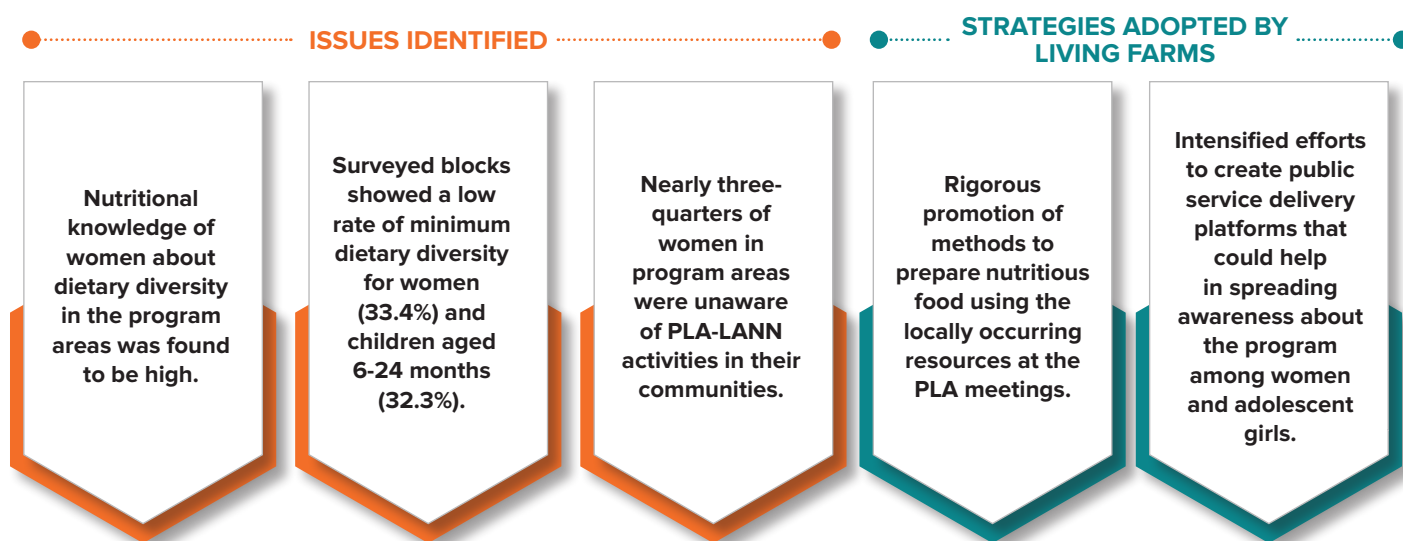 ISSUES IDENTIFIED
STRATEGIES ADOPTED BY
LIVING FARMS
Nutritional
knowledge of
women about
dietary diversity
in the program
areas was found
to be high.
Surveyed blocks
showed a low
rate of minimum
dietary diversity
for women
(33.4%) and
children aged
6-24 months
(32.3%).
Nearly three-
quarters of
women in
program areas
were unaware
of PLA-LANN
activities in their
communities.
Rigorous
promotion of
methods to
prepare nutritious
food using the
locally occurring
resources at the
PLA meetings.
Intensified efforts
to create public
service delivery
platforms that
could help
in spreading
awareness about
the program
among women
and adolescent
girls.